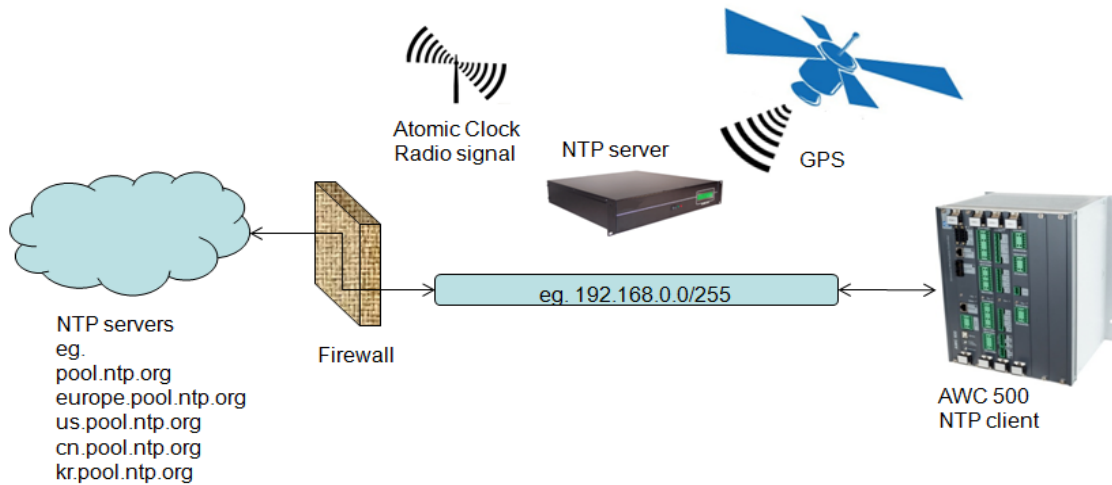 Atomic Clock
Radio signal
NTP server
GPS
eg. 192.168.0.0/255
NTP servers
eg.
pool.ntp.org
europe.pool.ntp.org
us.pool.ntp.org
cn.pool.ntp.org
kr.pool.ntp.org
Firewall
AWC 500
NTP client